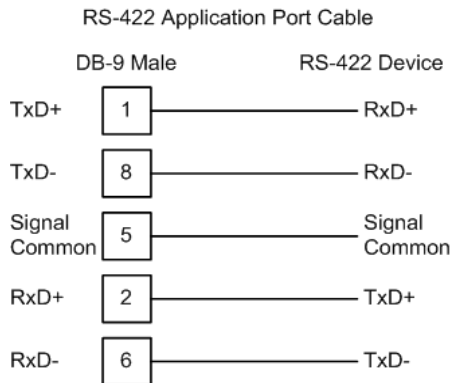 RS-422 Application Port Cable
DB-9 Male RS-422 Device
TxD+ 1 RxD+
TxD- 8 RxD-
Signal Common 5 Signal Common
RxD+ 2 TxD+
RxD- 6 TxD-